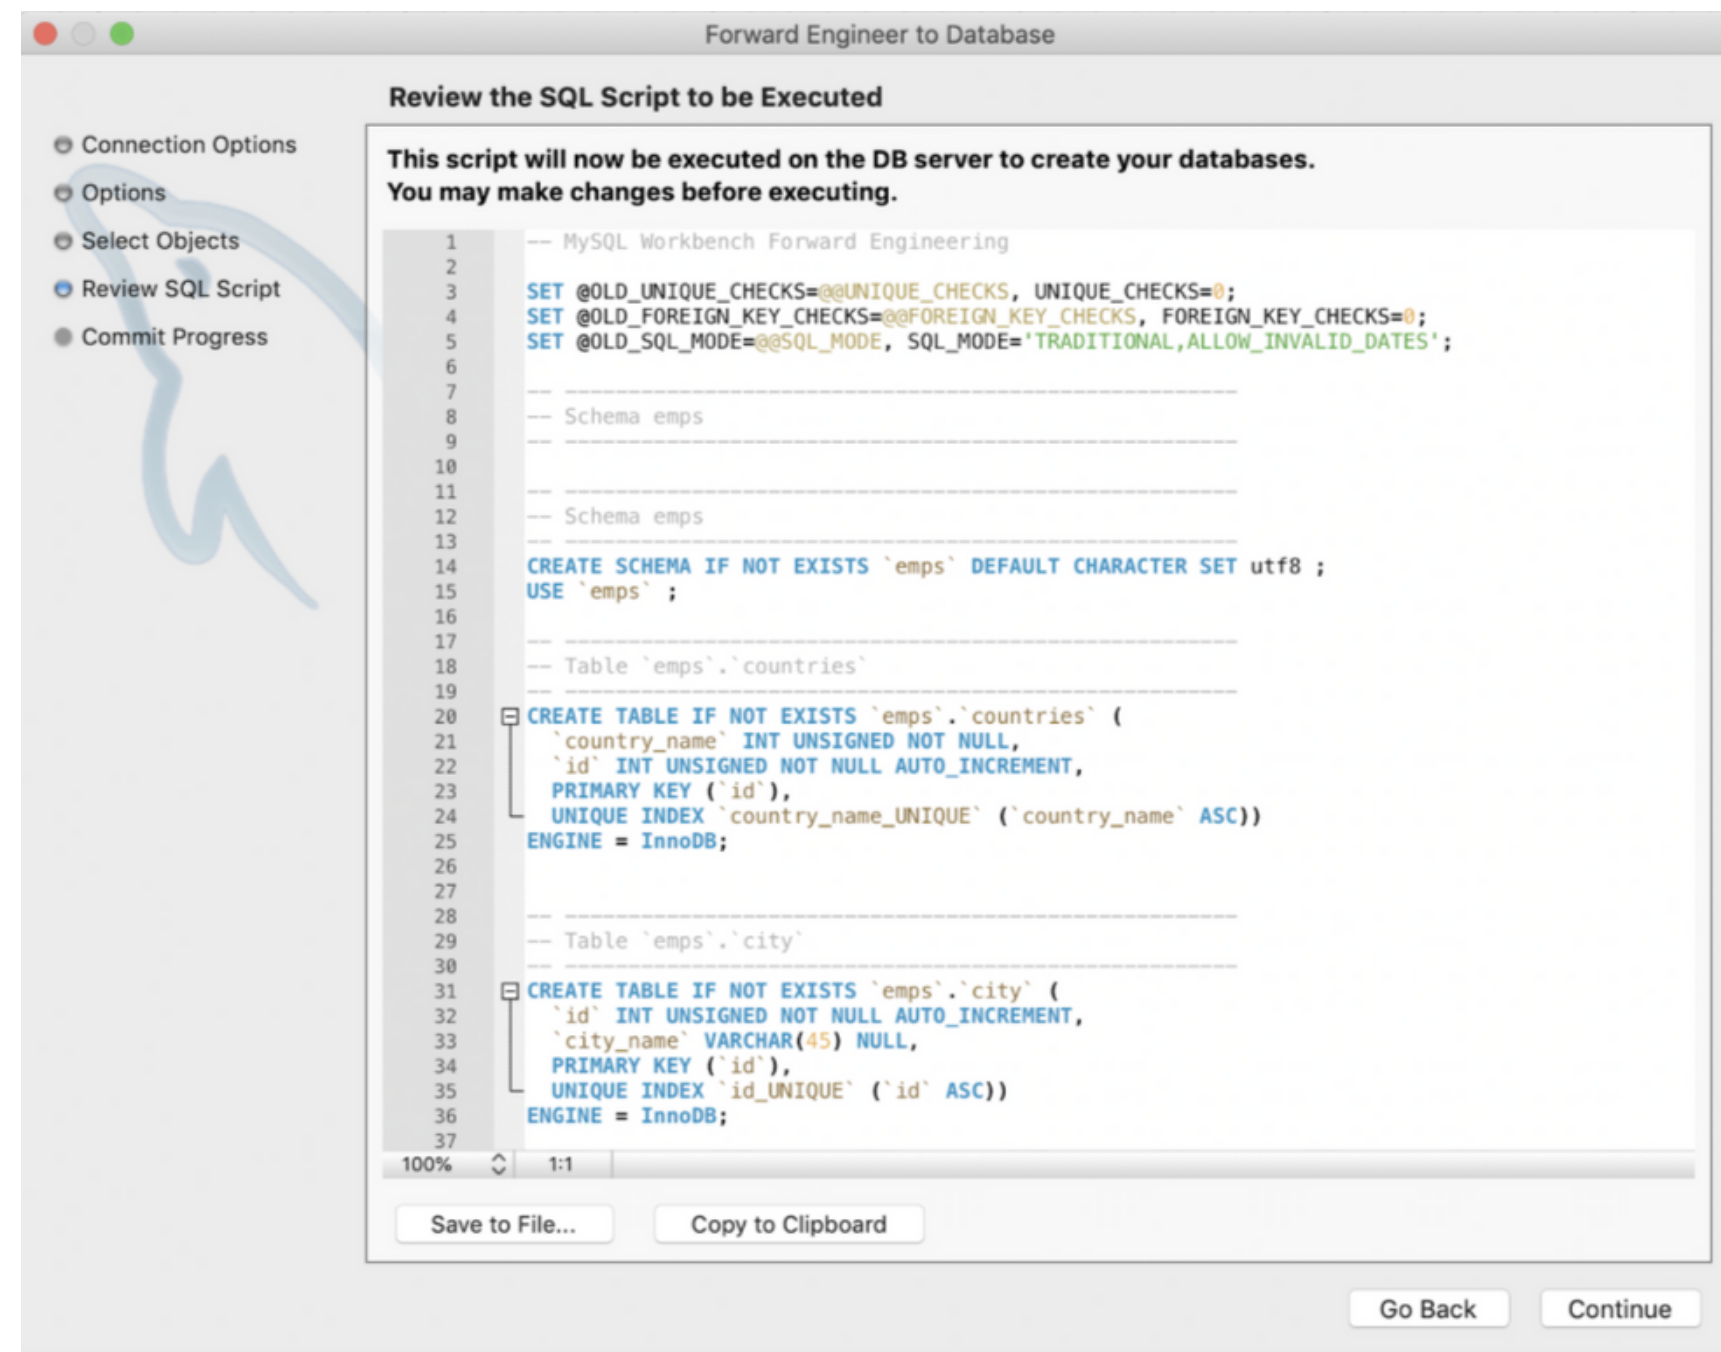 Forward Engineer to Database
Review the SQL Script to be Executed
Connection Options
Options
Select Objects
Review SQL Script
Commit Progress
This script will now be executed on the DB server to create your databases.
You may make changes before executing.
1 -- MySQL Workbench Forward Engineering
2
3 SET @OLD_UNIQUE_CHECKS=@@UNIQUE_CHECKS, UNIQUE_CHECKS=0;
4 SET @OLD_FOREIGN_KEY_CHECKS=@@FOREIGN_KEY_CHECKS, FOREIGN_KEY_CHECKS=0;
5 SET @OLD_SQL_MODE=@@SQL_MODE, SQL_MODE='TRADITIONAL,ALLOW_INVALID_DATES';
6
7 -- -----------------------------------------------------
8 -- Schema emps
9 -- -----------------------------------------------------
10
11 -- -----------------------------------------------------
12 -- Schema emps
13 -- -----------------------------------------------------
14 CREATE SCHEMA IF NOT EXISTS `emps` DEFAULT CHARACTER SET utf8 ;
15 USE `emps` ;
16
17 -- -----------------------------------------------------
18 -- Table `emps`.`countries`
19 -- -----------------------------------------------------
20 CREATE TABLE IF NOT EXISTS `emps`.`countries` (
21 `country_name` INT UNSIGNED NOT NULL,
22 `id` INT UNSIGNED NOT NULL AUTO_INCREMENT,
23 PRIMARY KEY (`id`),
24 UNIQUE INDEX `country_name_UNIQUE` (`country_name` ASC))
25 ENGINE = InnoDB;
26
27
28 -- -----------------------------------------------------
29 -- Table `emps`.`city`
30 -- -----------------------------------------------------
31 CREATE TABLE IF NOT EXISTS `emps`.`city` (
32 `id` INT UNSIGNED NOT NULL AUTO_INCREMENT,
33 `city_name` VARCHAR(45) NULL,
34 PRIMARY KEY (`id`),
35 UNIQUE INDEX `id_UNIQUE` (`id` ASC))
36 ENGINE = InnoDB;
37
100% 1:1
Save to File... Copy to Clipboard
Go Back Continue